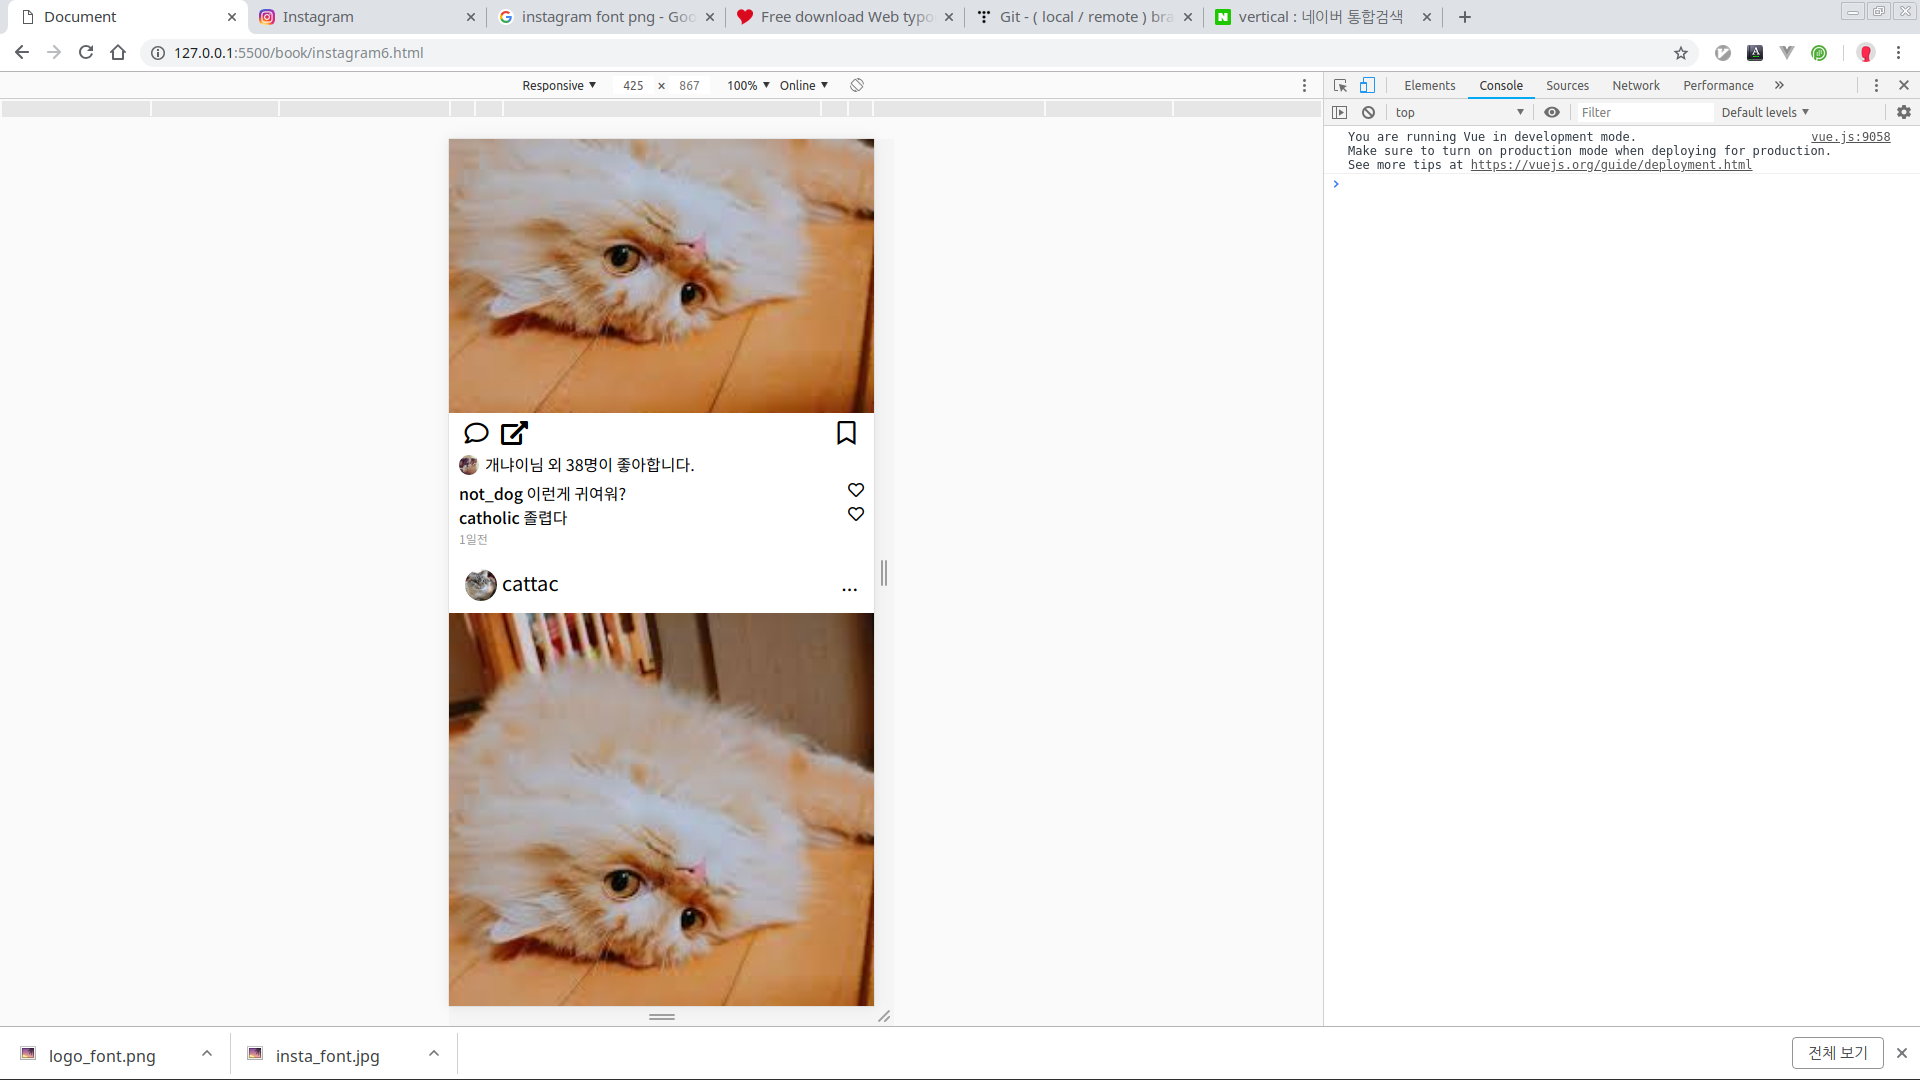 Document
Instagram
instagram font png - Goo
Free download Web typo
Git - ( local / remote ) bra
vertical : 네이버 통합검색
127.0.0.1:5500/book/instagram6.html
Responsive 425 × 867 100% Online
Elements Console Sources Network Performance
top Filter Default levels
You are running Vue in development mode. vue.js:9058
Make sure to turn on production mode when deploying for production.
See more tips at https://vuejs.org/guide/deployment.html
개냐이님 외 38명이 좋아합니다.
not_dog 이런게 귀여워?
catholic 졸렵다
1일전
cattac ...
logo_font.png
insta_font.jpg
전체 보기